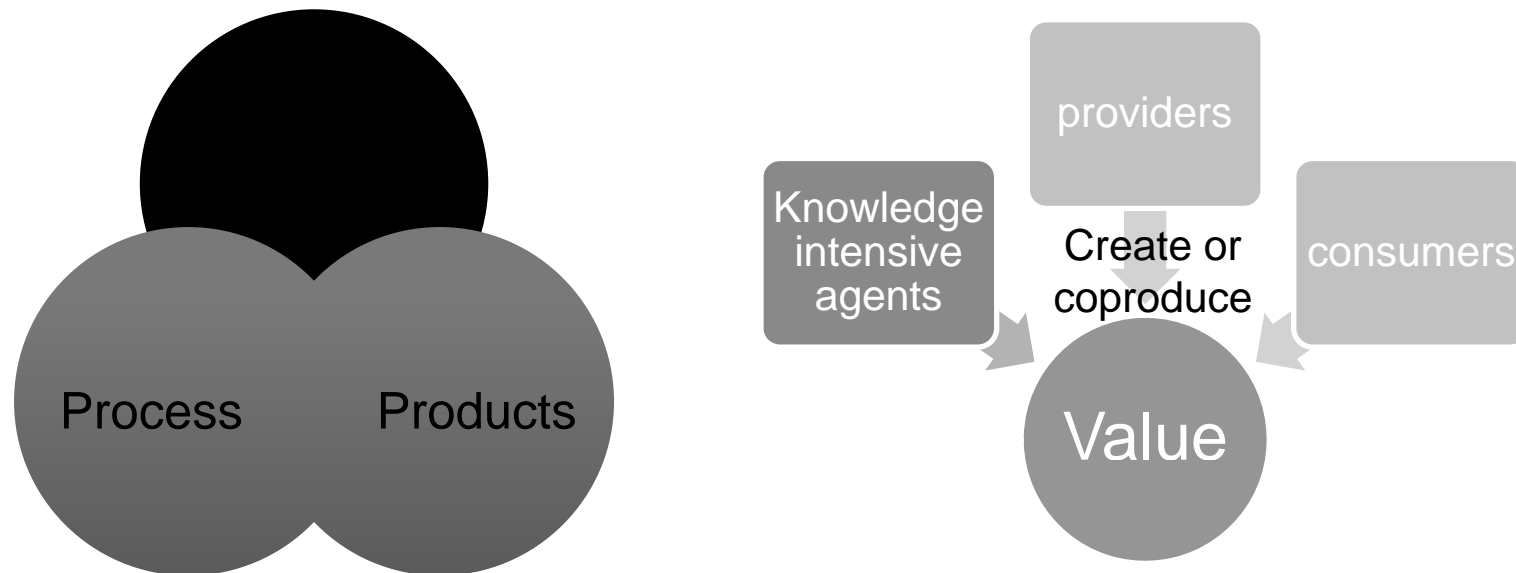 Process
Products
providers
Knowledge
intensive
agents
Create or
coproduce
consumers
Value